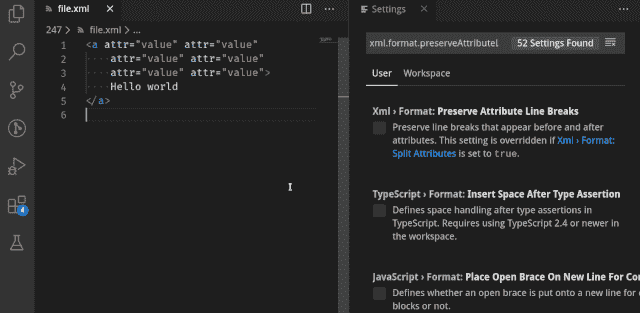 file.xml
247 > file.xml > ...
1 <a attr="value" attr="value"
2 attr="value" attr="value"
3 attr="value" attr="value">
4 Hello world
5 </a>
6
4
Settings
xml.format.preserveAttributel
52 Settings Found
User Workspace
Xml › Format: Preserve Attribute Line Breaks
Preserve line breaks that appear before and after
attributes. This setting is overridden if Xml › Format:
Split Attributes is set to true.
TypeScript › Format: Insert Space After Type Assertion
Defines space handling after type assertions in
TypeScript. Requires using TypeScript 2.4 or newer in
the workspace.
JavaScript › Format: Place Open Brace On New Line For Co
Defines whether an open brace is put onto a new line for
blocks or not.